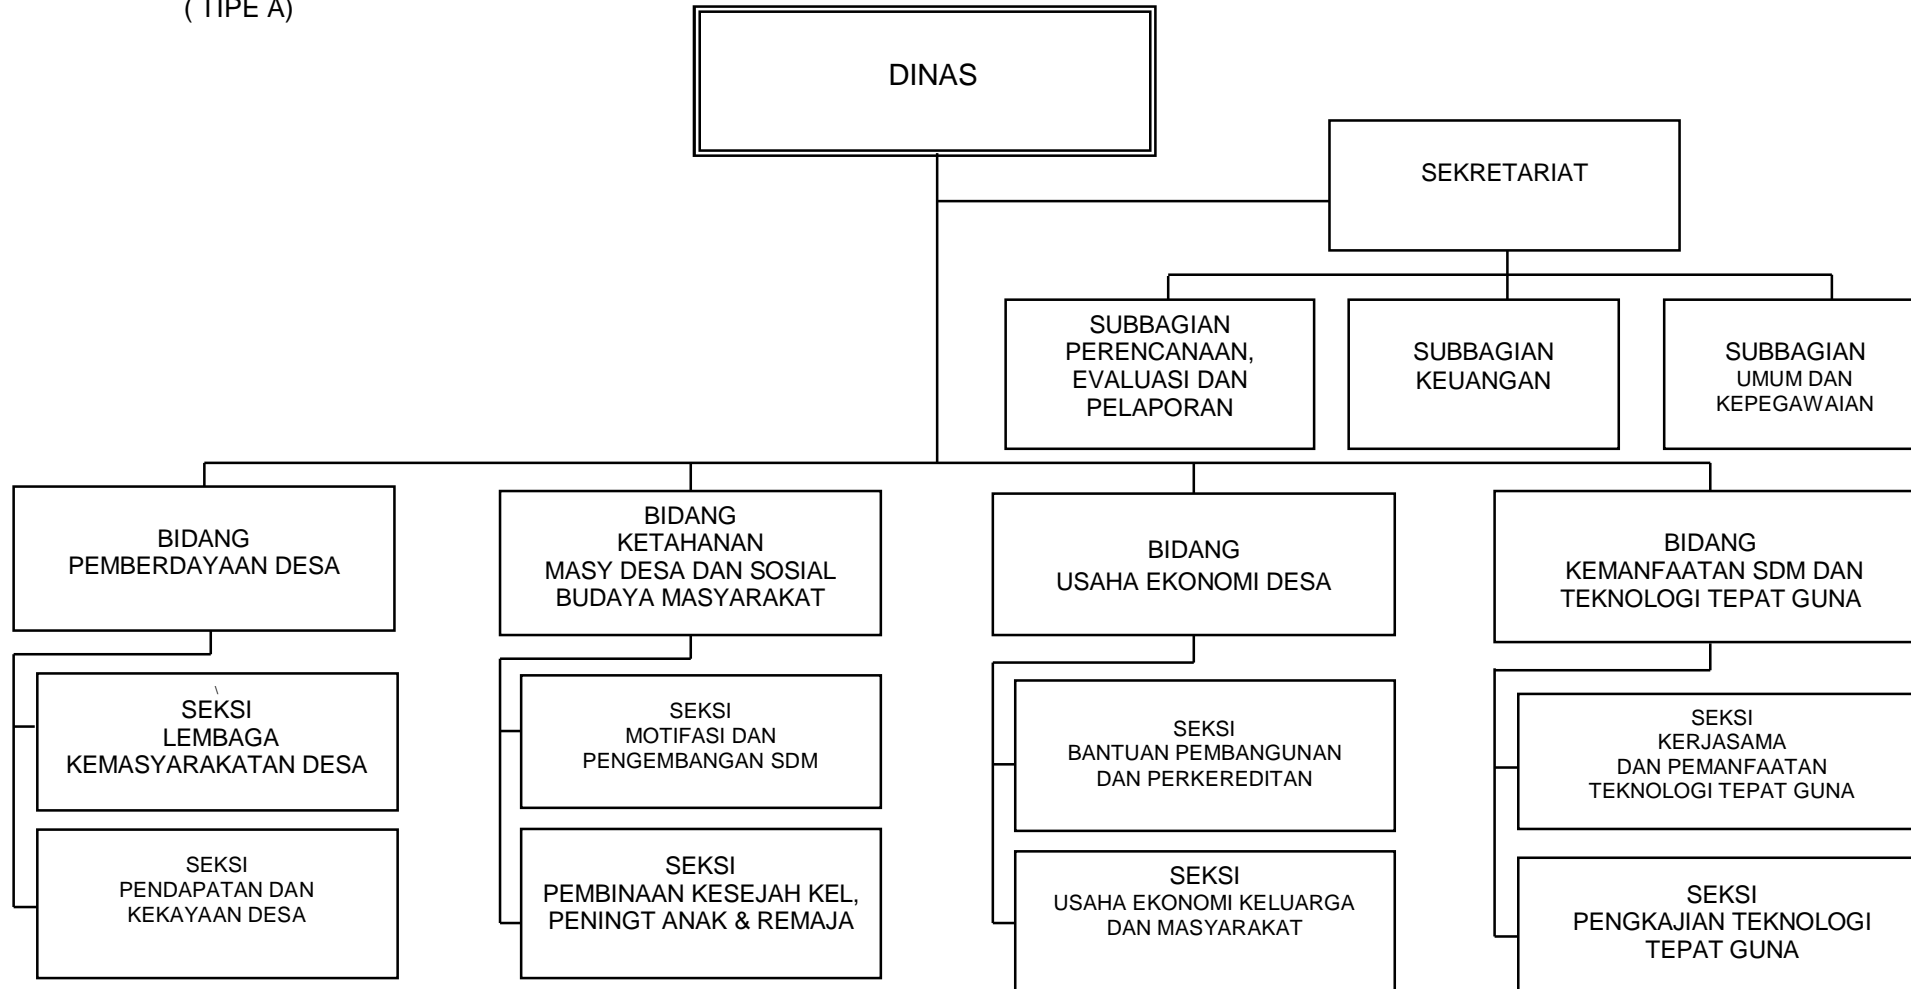 ( TIPE A)
DINAS
SEKRETARIAT
SUBBAGIAN
PERENCANAAN,
EVALUASI DAN
PELAPORAN
SUBBAGIAN
KEUANGAN
SUBBAGIAN
UMUM DAN
KEPEGAWAIAN
BIDANG
PEMBERDAYAAN DESA
BIDANG
KETAHANAN
MASY DESA DAN SOSIAL
BUDAYA MASYARAKAT
BIDANG
USAHA EKONOMI DESA
BIDANG
KEMANFAATAN SDM DAN
TEKNOLOGI TEPAT GUNA
\
SEKSI
LEMBAGA
KEMASYARAKATAN DESA
SEKSI
MOTIFASI DAN
PENGEMBANGAN SDM
SEKSI
BANTUAN PEMBANGUNAN
DAN PERKEREDITAN
SEKSI
KERJASAMA
DAN PEMANFAATAN
TEKNOLOGI TEPAT GUNA
SEKSI
PENDAPATAN DAN
KEKAYAAN DESA
SEKSI
PEMBINAAN KESEJAH KEL,
PENINGT ANAK & REMAJA
SEKSI
USAHA EKONOMI KELUARGA
DAN MASYARAKAT
SEKSI
PENGKAJIAN TEKNOLOGI
TEPAT GUNA